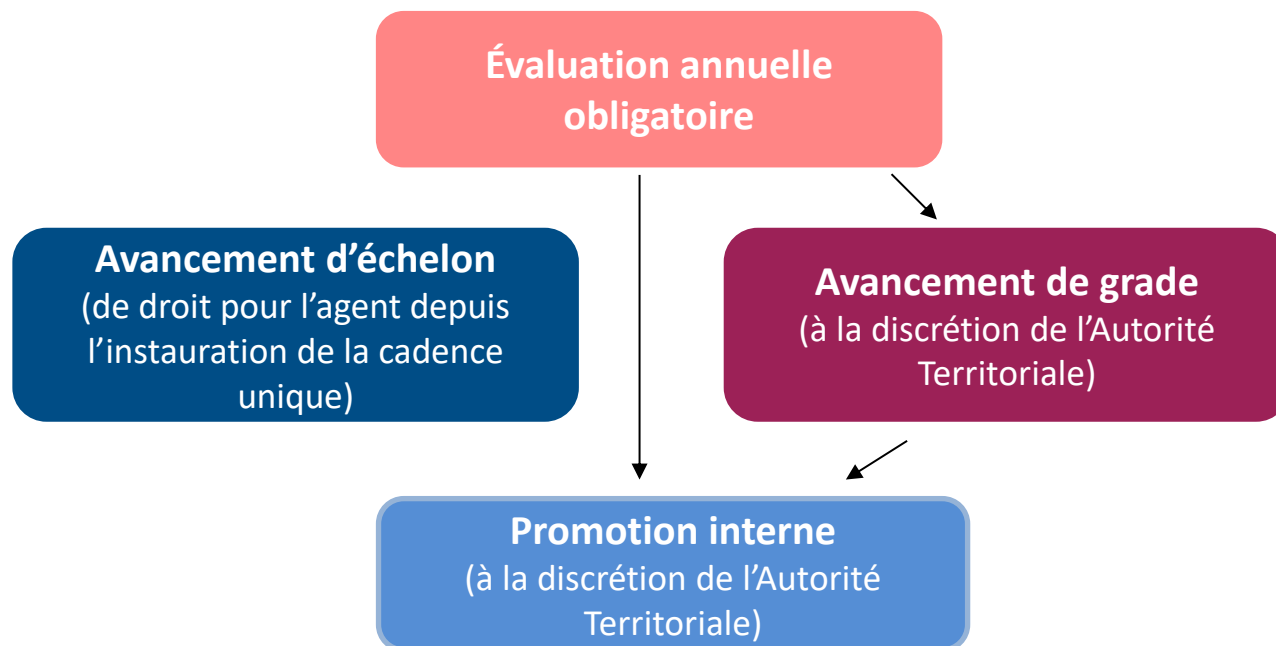 Évaluation annuelle
obligatoire
Avancement d’échelon
(de droit pour l’agent depuis
l’instauration de la cadence
unique)
Avancement de grade
(à la discrétion de l’Autorité
Territoriale)
Promotion interne
(à la discrétion de l’Autorité
Territoriale)